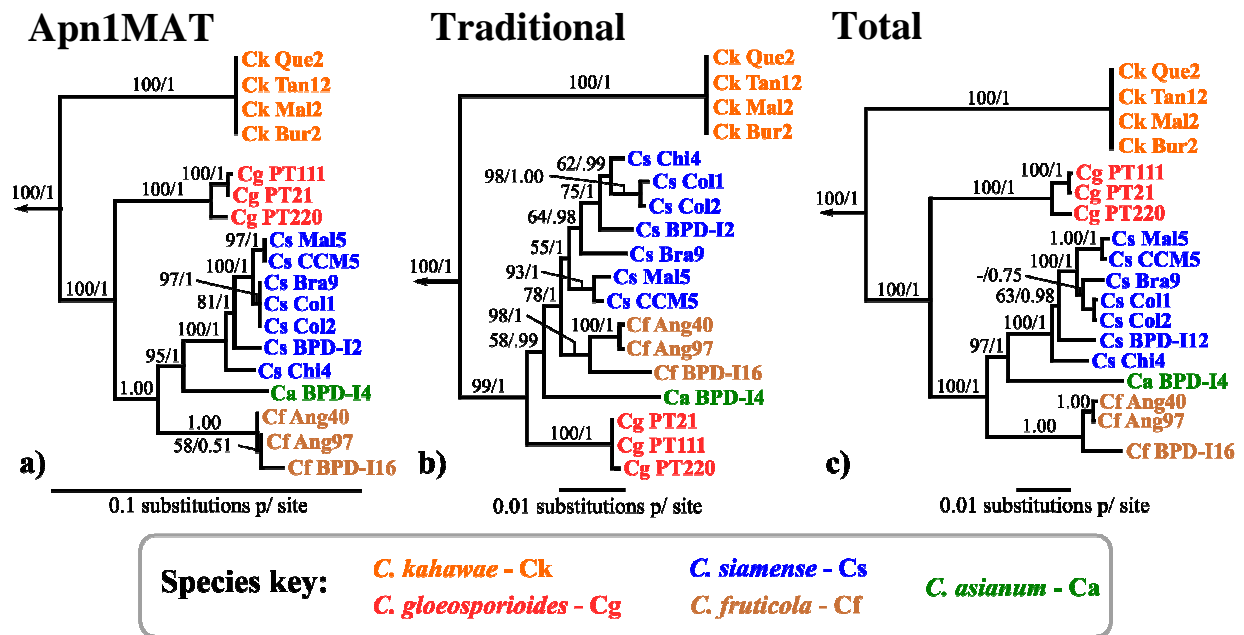 Apn1MAT
Ck Que2
Ck Tan12
Ck Mal2
Ck Bur2
100/1
100/1
100/1
100/1
Cg PT111
Cg PT21
Cg PT220
100/1
97/1
Cs Mal5
Cs CCM5
100/1
Cs Bra9
97/1
Cs Col1
81/1
Cs Col2
100/1
Cs BPD-I2
95/1
Cs Chi4
Ca BPD-I4
1.00
1.00
Cf Ang40
Cf Ang97
58/0.51
Cf BPD-I16
a)
0.1 substitutions p/ site
Traditional
Ck Que2
Ck Tan12
Ck Mal2
Ck Bur2
100/1
62/.99
Cs Chi4
98/1.00
Cs Col1
75/1
Cs Col2
64/.98
Cs BPD-I2
55/1
Cs Bra9
100/1
93/1
Cs Mal5
Cs CCM5
78/1
98/1
100/1
Cf Ang40
58/.99
Cf Ang97
Cf BPD-I16
99/1
Ca BPD-I4
100/1
Cg PT21
Cg PT111
Cg PT220
b)
0.01 substitutions p/ site
Total
Ck Que2
Ck Tan12
Ck Mal2
Ck Bur2
100/1
100/1
100/1
100/1
Cg PT111
Cg PT21
Cg PT220
1.00/1
Cs Mal5
100/1
Cs CCM5
-/0.75
Cs Bra9
63/0.98
Cs Col1
Cs Col2
100/1
Cs BPD-I12
97/1
Cs Chi4
100/1
Ca BPD-I4
1.00
Cf Ang40
Cf Ang97
1.00
Cf BPD-I16
c)
0.01 substitutions p/ site
Species key:
C. kahawae - Ck
C. siamense - Cs
C. asianum - Ca
C. gloeosporioides - Cg
C. fruticola - Cf